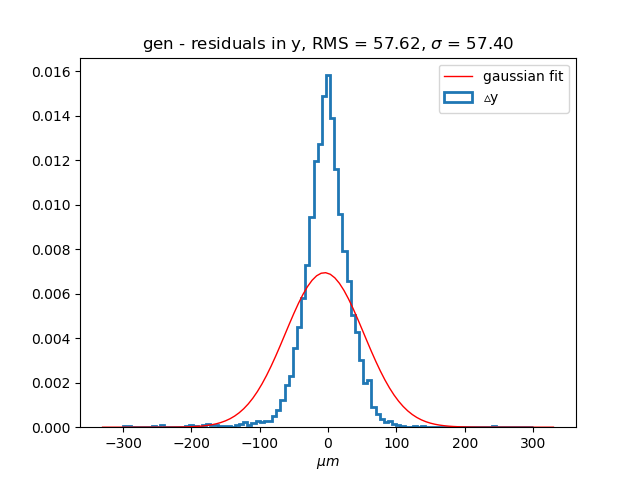 gen - residuals in y, RMS = 57.62, σ = 57.40
gaussian fit
▵y
0.016
0.014
0.012
0.010
0.008
0.006
0.004
0.002
0.000
−300 −200 −100 0 100 200 300
μm